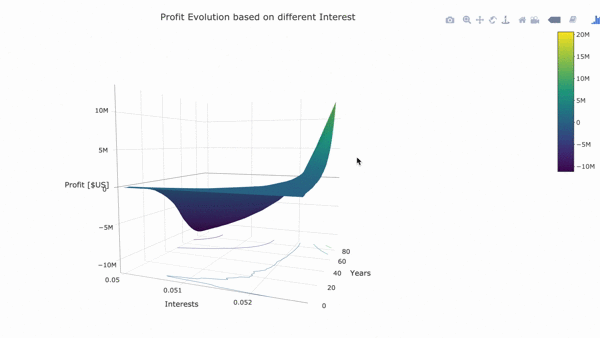 Profit Evolution based on different Interest
20M
15M
10M
5M
0
−5M
−10M
10M
5M
Profit [$US]
0
−5M
−10M
0.05
0.051
0.052
Interests
80
60
40
20
0
Years